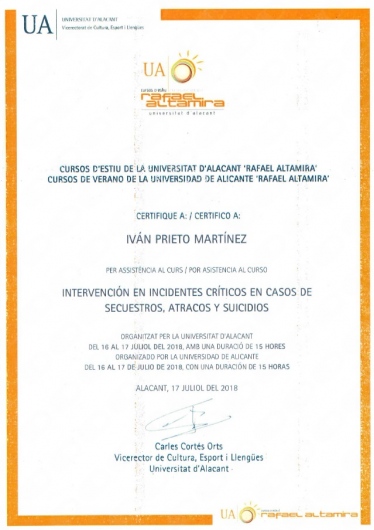 UA
UNIVERSITAT D'ALACANT
Vicerectorat de Cultura, Esport i Llengües
UA
cursos estiu
RAFAEL
ALTAMIRA
universitat d'alacant
CURSOS D'ESTIU DE LA UNIVERSITAT D'ALACANT 'RAFAEL ALTAMIRA'
CURSOS DE VERANO DE LA UNIVERSIDAD DE ALICANTE 'RAFAEL ALTAMIRA'
CERTIFIQUE A: / CERTIFICO A:
IVÁN PRIETO MARTÍNEZ
PER ASSISTÈNCIA AL CURS / POR ASISTENCIA AL CURSO
INTERVENCIÓN EN INCIDENTES CRÍTICOS EN CASOS DE
SECUESTROS, ATRACOS Y SUICIDIOS
ORGANITZAT PER LA UNIVERSITAT D'ALACANT
DEL 16 AL 17 JULIOL DEL 2018, AMB UNA DURACIÓ DE 15 HORES
ORGANIZADO POR LA UNIVERSIDAD DE ALICANTE
DEL 16 AL 17 DE JULIO DE 2018, CON UNA DURACIÓN DE 15 HORAS
ALACANT, 17 JULIOL DEL 2018
Carles Cortés Orts
Vicerector de Cultura, Esport i Llengües
Universitat d'Alacant
UA
RAFAEL ALTAMIRA